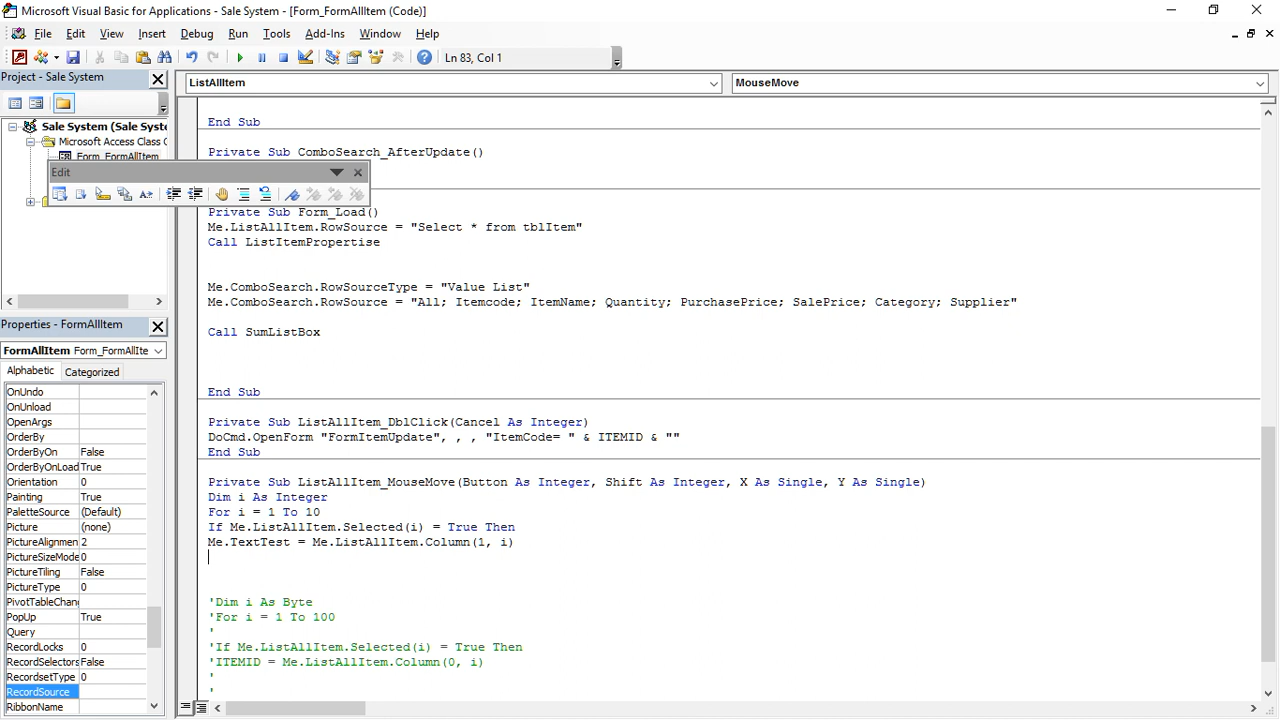 Microsoft Visual Basic for Applications - Sale System - [Form_FormAllItem (Code)]
File Edit View Insert Format Debug Run Tools Add-Ins Window Help
Ln 83, Col 1
Project - Sale System
ListAllItem
MouseMove
Sale System (Sale Syste
Microsoft Access Class O
Form_FormAllItem
Edit
Properties - FormAllItem
FormAllItem Form_FormAllIte
Alphabetic Categorized
OnUndo
OnUnload
OpenArgs
OrderBy
OrderByOn False
OrderByOnLoad True
Orientation 0
Painting True
PaletteSource (Default)
Picture (none)
PictureAlignmen 2
PictureSizeMode 0
PictureTiling False
PictureType 0
PivotTableChang
PopUp True
Query
RecordLocks 0
RecordSelectors False
RecordsetType 0
RecordSource
RibbonName
End Sub
Private Sub ComboSearch_AfterUpdate()
Private Sub Form_Load()
Me.ListAllItem.RowSource = "Select * from tblItem"
Call ListItemPropertise
Me.ComboSearch.RowSourceType = "Value List"
Me.ComboSearch.RowSource = "All; Itemcode; ItemName; Quantity; PurchasePrice; SalePrice; Category; Supplier"
Call SumListBox
End Sub
Private Sub ListAllItem_DblClick(Cancel As Integer)
DoCmd.OpenForm "FormItemUpdate", , , "ItemCode= " & ITEMID & ""
End Sub
Private Sub ListAllItem_MouseMove(Button As Integer, Shift As Integer, X As Single, Y As Single)
Dim i As Integer
For i = 1 To 10
If Me.ListAllItem.Selected(i) = True Then
Me.TextTest = Me.ListAllItem.Column(1, i)
'Dim i As Byte
'For i = 1 To 100
'
'If Me.ListAllItem.Selected(i) = True Then
'ITEMID = Me.ListAllItem.Column(0, i)
'
'